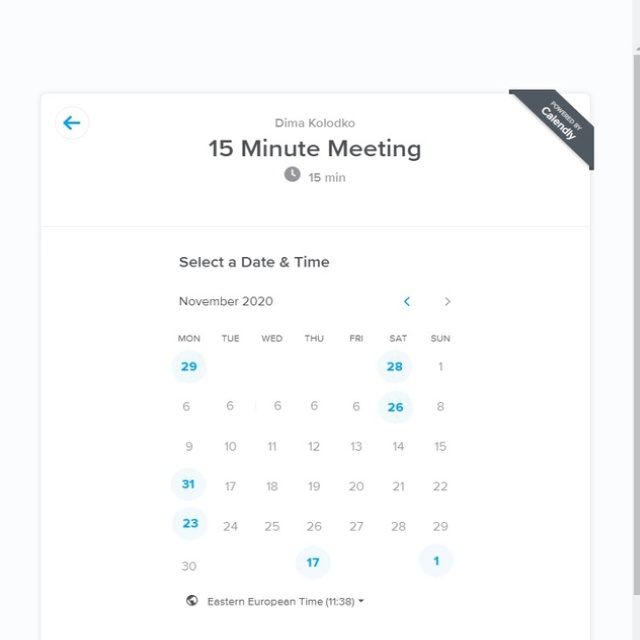 Dima Kolodko
15 Minute Meeting
15 min
POWERED BY
Calendly
Select a Date & Time
November 2020
MON TUE WED THU FRI SAT SUN
29 28 1
6 6 6 6 6 26 8
9 10 11 12 13 14 15
31 17 18 19 20 21 22
23 24 25 26 27 28 29
30 17 1
Eastern European Time (11:38)